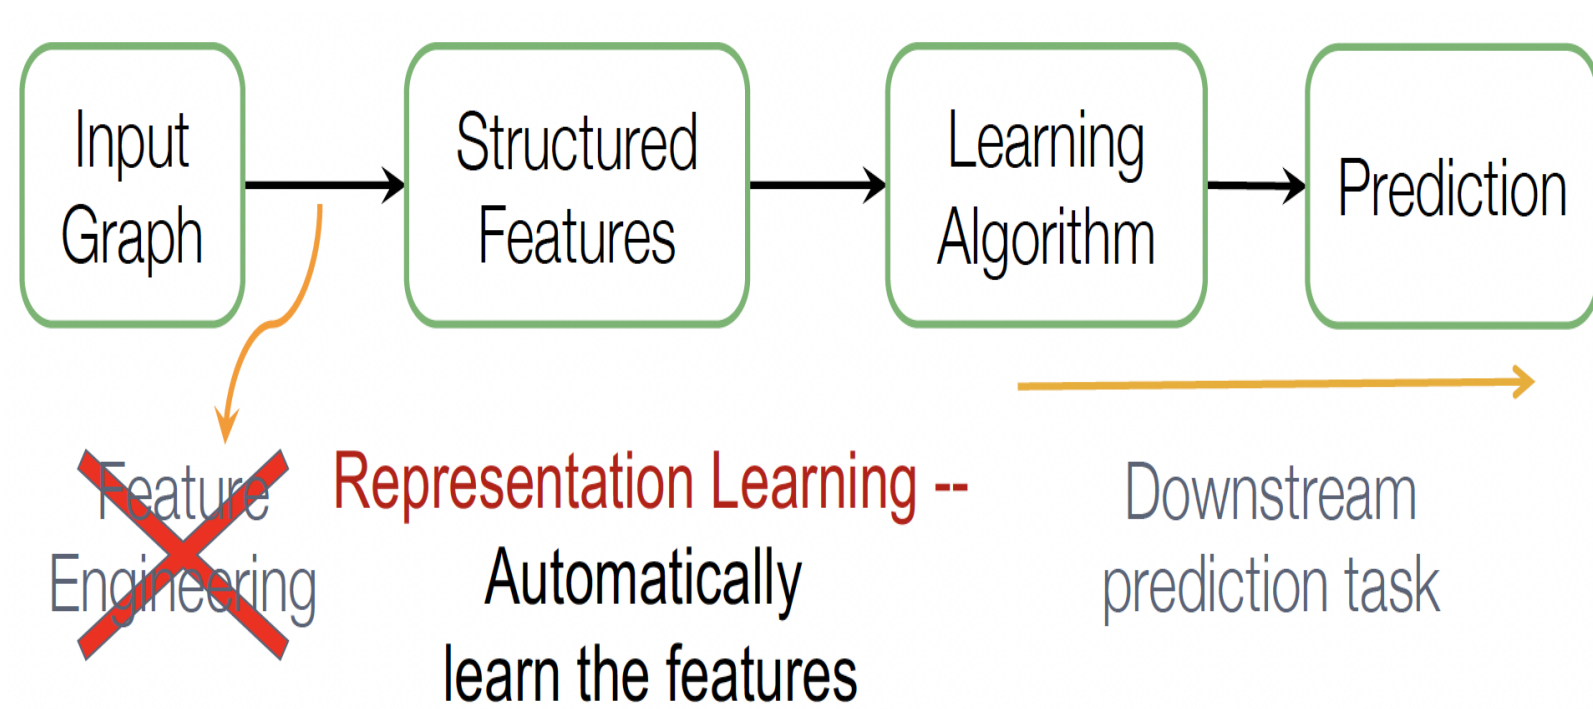 Input
Graph
Structured
Features
Learning
Algorithm
Prediction
Feature
Engineering
Representation Learning --
Automatically
learn the features
Downstream
prediction task